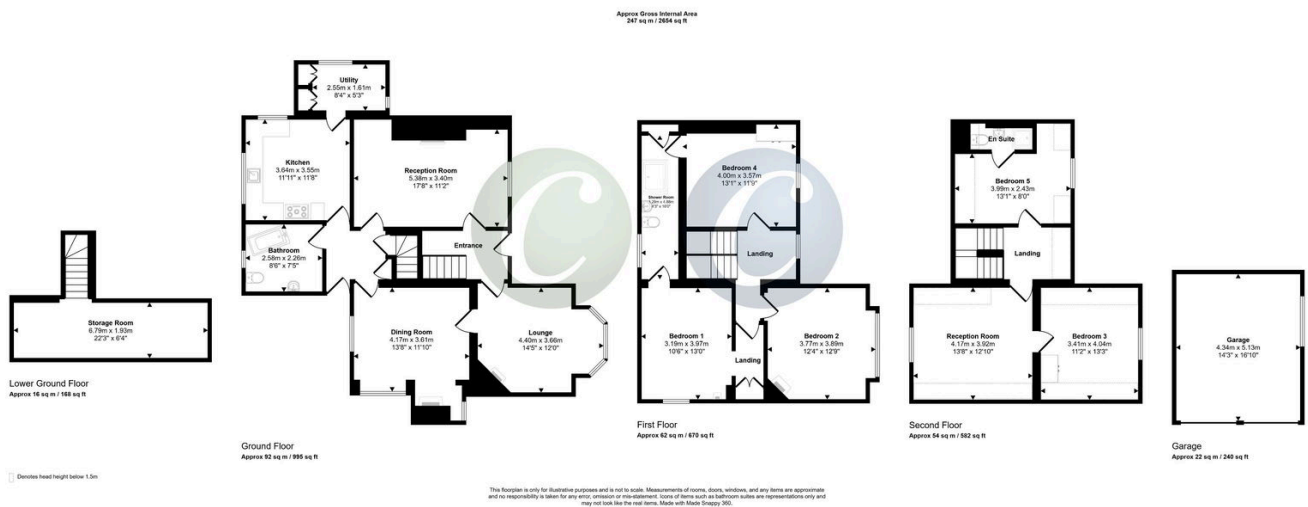 Approx Gross Internal Area
247 sq m / 2654 sq ft
Utility
2.55m x 1.61m
8'4" x 5'3"
Kitchen
3.64m x 3.55m
11'11" x 11'8"
Reception Room
5.38m x 3.40m
17'8" x 11'2"
Bathroom
2.58m x 2.26m
8'6" x 7'5"
Entrance
Dining Room
4.17m x 3.61m
13'8" x 11'10"
Lounge
4.40m x 3.66m
14'5" x 12'0"
Ground Floor
Approx 92 sq m / 995 sq ft
Storage Room
6.79m x 1.93m
22'3" x 6'4"
Lower Ground Floor
Approx 16 sq m / 168 sq ft
C
C
Shower Room
Bedroom 4
4.00m x 3.57m
13'1" x 11'9"
Landing
Bedroom 1
3.19m x 3.97m
10'6" x 13'0"
Landing
Bedroom 2
3.77m x 3.89m
12'4" x 12'9"
First Floor
Approx 62 sq m / 670 sq ft
En Suite
Bedroom 5
3.99m x 2.43m
13'1" x 8'0"
Landing
Reception Room
4.17m x 3.92m
13'8" x 12'10"
Bedroom 3
3.41m x 4.04m
11'2" x 13'3"
Second Floor
Approx 54 sq m / 582 sq ft
Garage
4.34m x 5.13m
14'3" x 16'10"
Garage
Approx 22 sq m / 240 sq ft
Denotes head height below 1.5m
This floorplan is only for illustrative purposes and is not to scale. Measurements of rooms, doors, windows, and any items are approximate
and no responsibility is taken for any error, omission or mis-statement. Icons of items such as bathroom suites are representations only and
may not look like the real items. Made with Made Snappy 360.